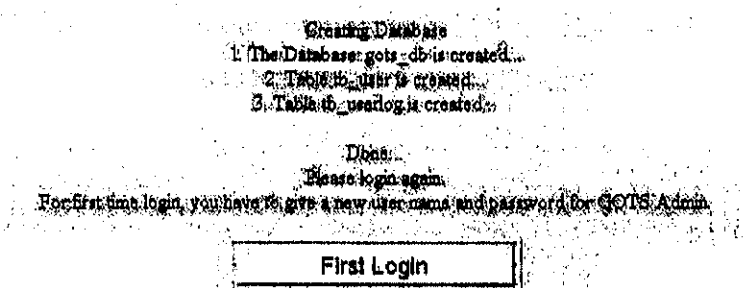 Creating Database
1. The Database: gots_db is created...
2. Table tb_user is created...
3. Table tb_userlog is created...
Done...
Please login again.
For first time login, you have to give a new user name and password for GOTS Admin
First Login